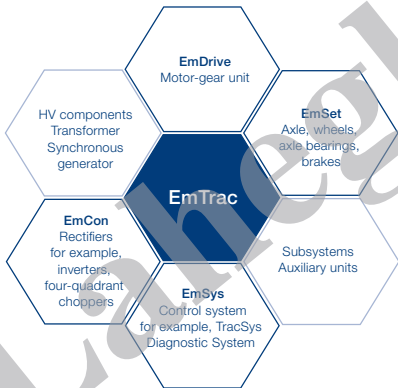 EmDrive
Motor-gear unit
HV components
Transformer
Synchronous
generator
EmSet
Axle, wheels,
axle bearings,
brakes
EmTrac
EmCon
Rectifiers
for example,
inverters,
four-quadrant
choppers
Subsystems
Auxiliary units
EmSys
Control system
for example, TracSys
Diagnostic System